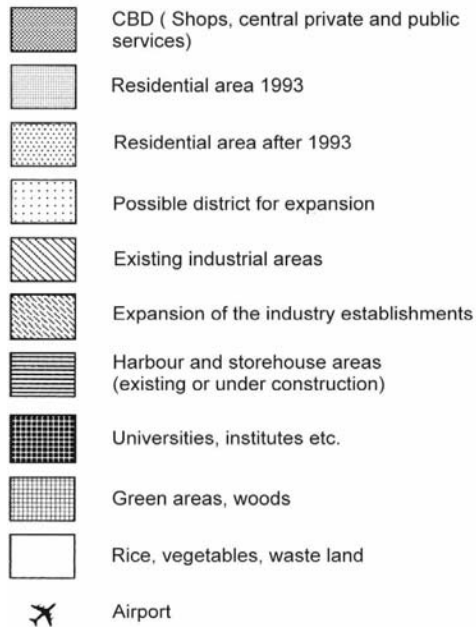 CBD ( Shops, central private and public
services)
Residential area 1993
Residential area after 1993
Possible district for expansion
Existing industrial areas
Expansion of the industry establishments
Harbour and storehouse areas
(existing or under construction)
Universities, institutes etc.
Green areas, woods
Rice, vegetables, waste land
Airport